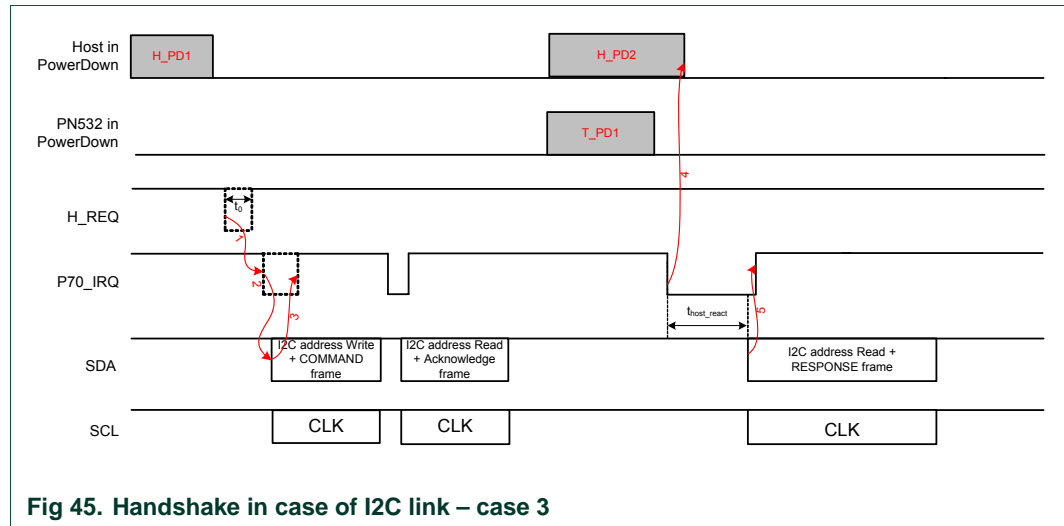 Host in
PowerDown
H_PD1
H_PD2
PN532 in
PowerDown
T_PD1
4
H_REQ
t0
1
P70_IRQ
2
3
thost_react
5
SDA
I2C address Write
+ COMMAND
frame
I2C address Read
+ Acknowledge
frame
I2C address Read +
RESPONSE frame
SCL
CLK
CLK
CLK
Fig 45. Handshake in case of I2C link – case 3